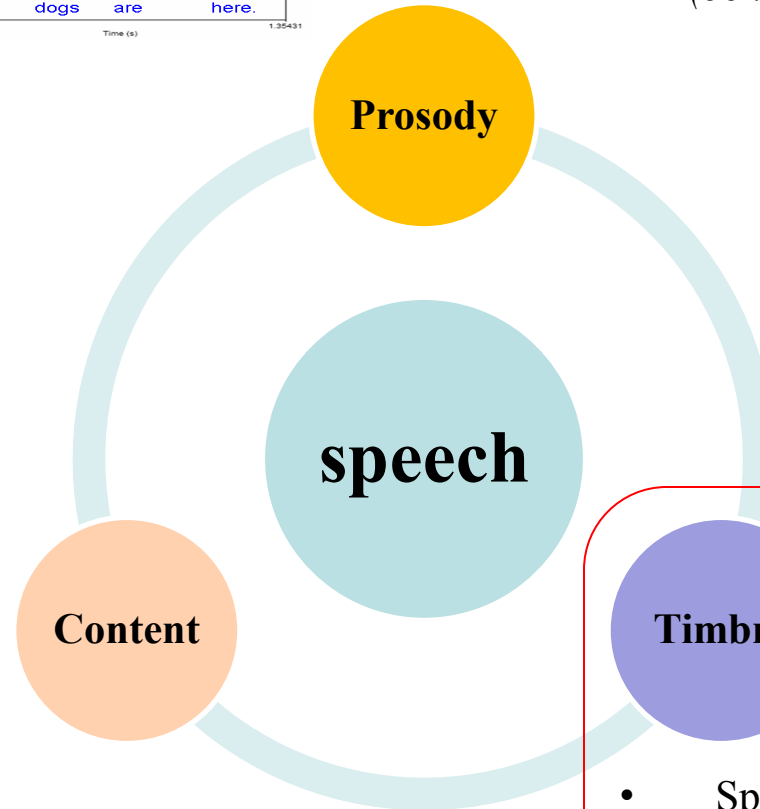 dogs are here.
Time (s)
1.35431
Prosody
speech
Content